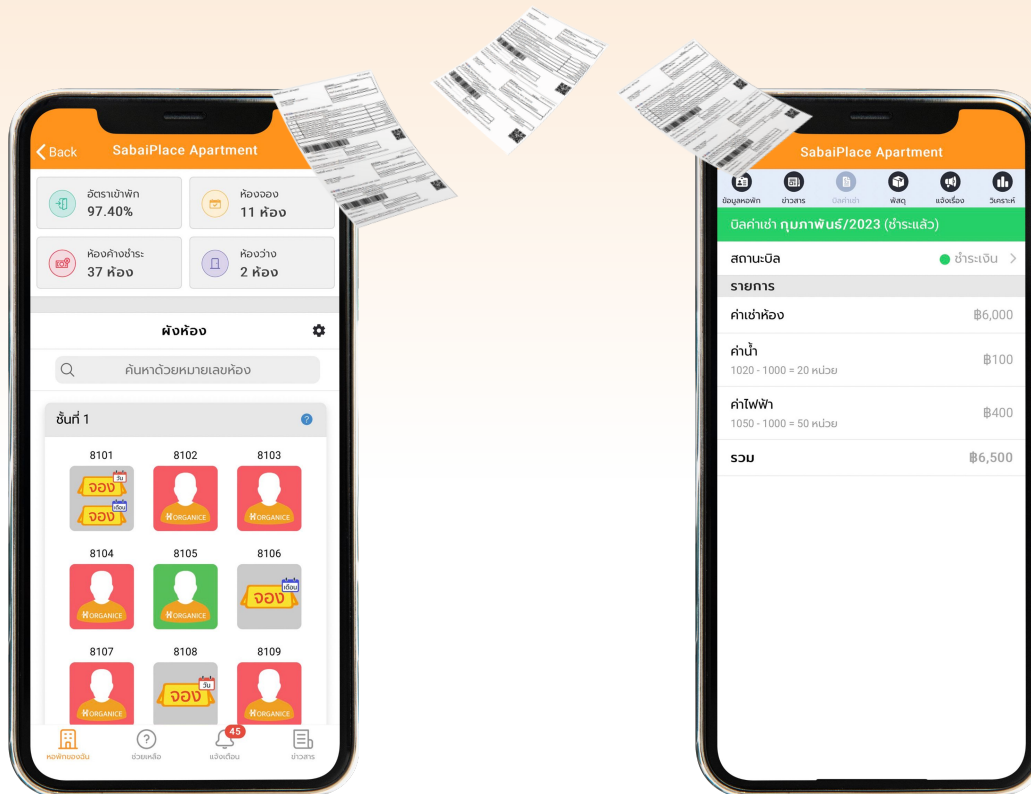 Back
SabaiPlace Apartment
อัตราเข้าพัก
97.40%
ห้องจอง
11 ห้อง
ห้องค้างชำระ
37 ห้อง
ห้องว่าง
2 ห้อง
ผังห้อง
ค้นหาด้วยหมายเลขห้อง
ชั้นที่ 1
?
8101
8102
8103
วัน
จอง
เดือน
จอง
HORGANICE
HORGANICE
8104
8105
8106
HORGANICE
HORGANICE
เดือน
จอง
8107
8108
8109
HORGANICE
วัน
จอง
HORGANICE
45
หอพักของฉัน
ช่วยเหลือ
แจ้งเตือน
ข่าวสาร
SabaiPlace Apartment
ข้อมูลหอพัก
ข่าวสาร
บิลค่าเช่า
พัสดุ
แจ้งเรื่อง
วิเคราะห์
บิลค่าเช่า กุมภาพันธ์/2023 (ชำระแล้ว)
สถานะบิล
ชำระเงิน
รายการ
ค่าเช่าห้อง
฿6,000
ค่าน้ำ
฿100
1020 - 1000 = 20 หน่วย
ค่าไฟฟ้า
฿400
1050 - 1000 = 50 หน่วย
รวม
฿6,500